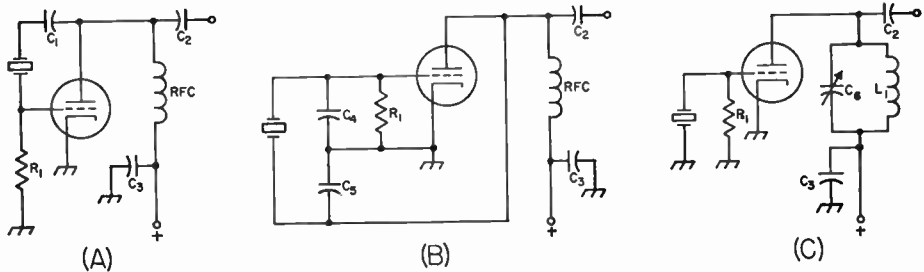 C1
C2
RFC
R1
C3
+
(A)
C2
RFC
C4
R1
C5
C3
+
(B)
C2
C6
L1
R1
C3
+
(C)